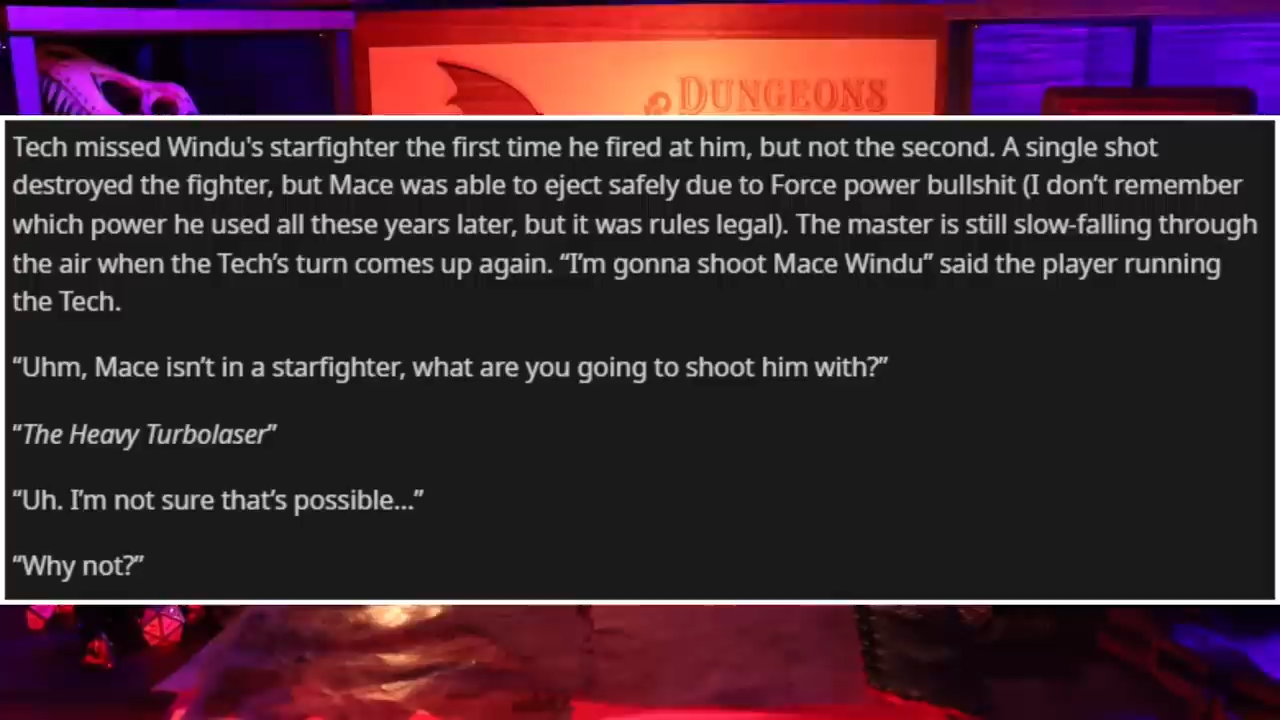 DUNGEONS
Tech missed Windu's starfighter the first time he fired at him, but not the second. A single shot
destroyed the fighter, but Mace was able to eject safely due to Force power bullshit (I don’t remember
which power he used all these years later, but it was rules legal). The master is still slow-falling through
the air when the Tech’s turn comes up again. “I’m gonna shoot Mace Windu” said the player running
the Tech.
“Uhm, Mace isn’t in a starfighter, what are you going to shoot him with?”
“The Heavy Turbolaser”
“Uh. I’m not sure that’s possible...”
“Why not?”